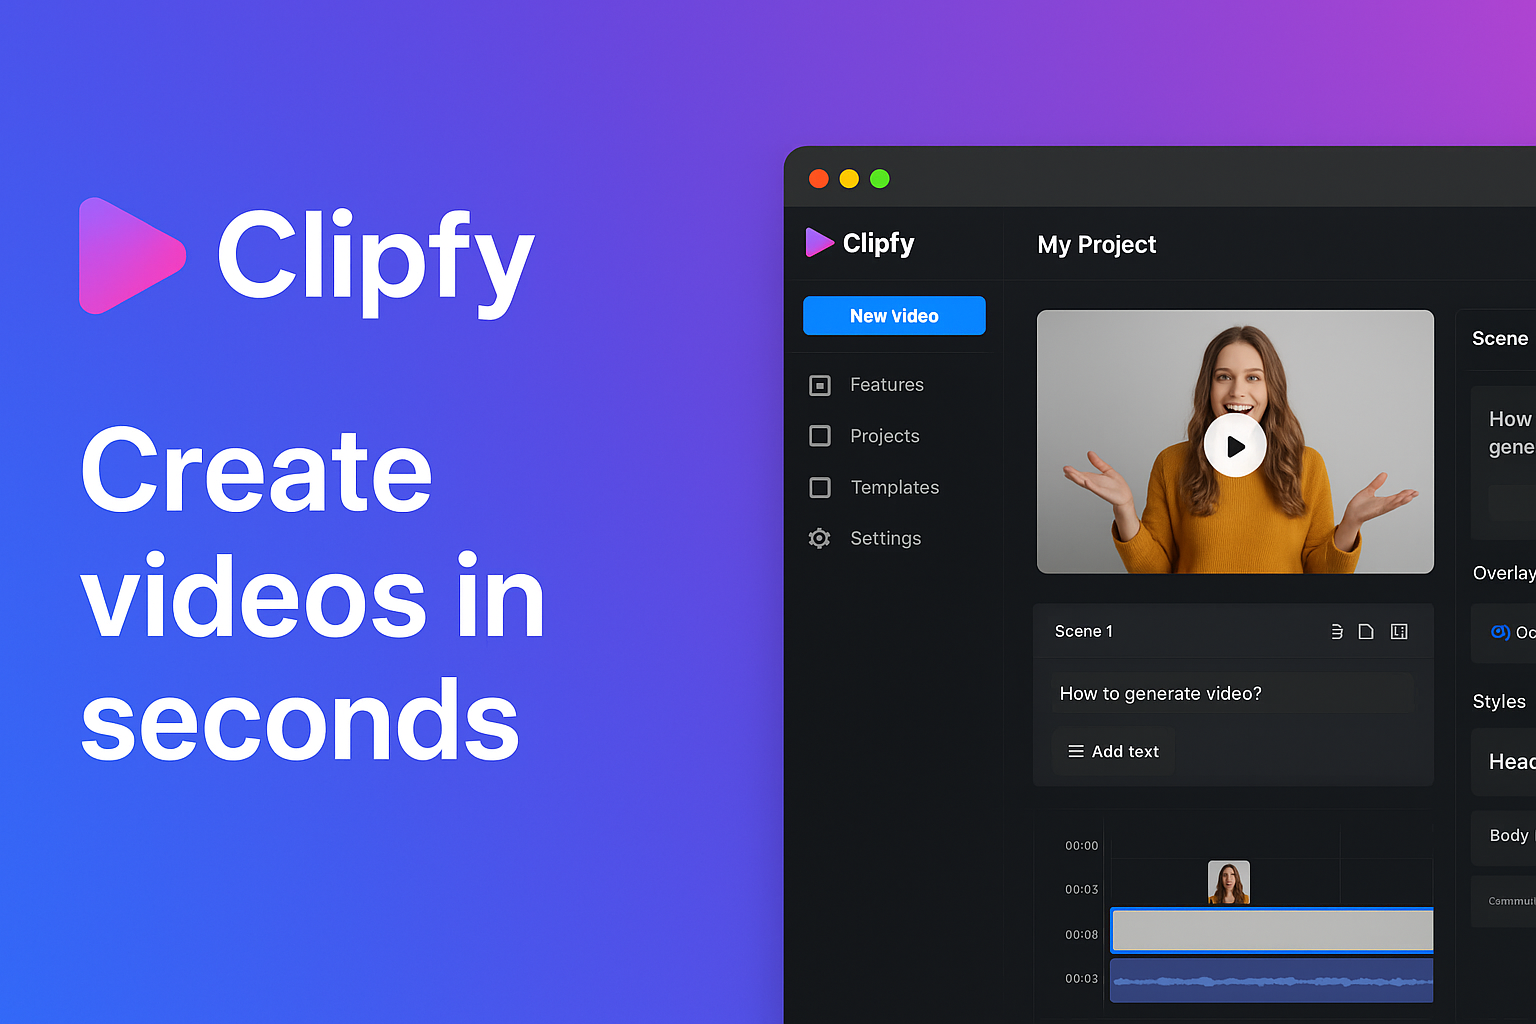 Clipfy
Create
videos in
seconds
Clipfy
New video
Features
Projects
Templates
Settings
My Project
Scene 1
How to generate video?
Add text
00:00
00:03
00:08
00:03
Scene
How
gene
Overlay
Oc
Styles
Head
Body